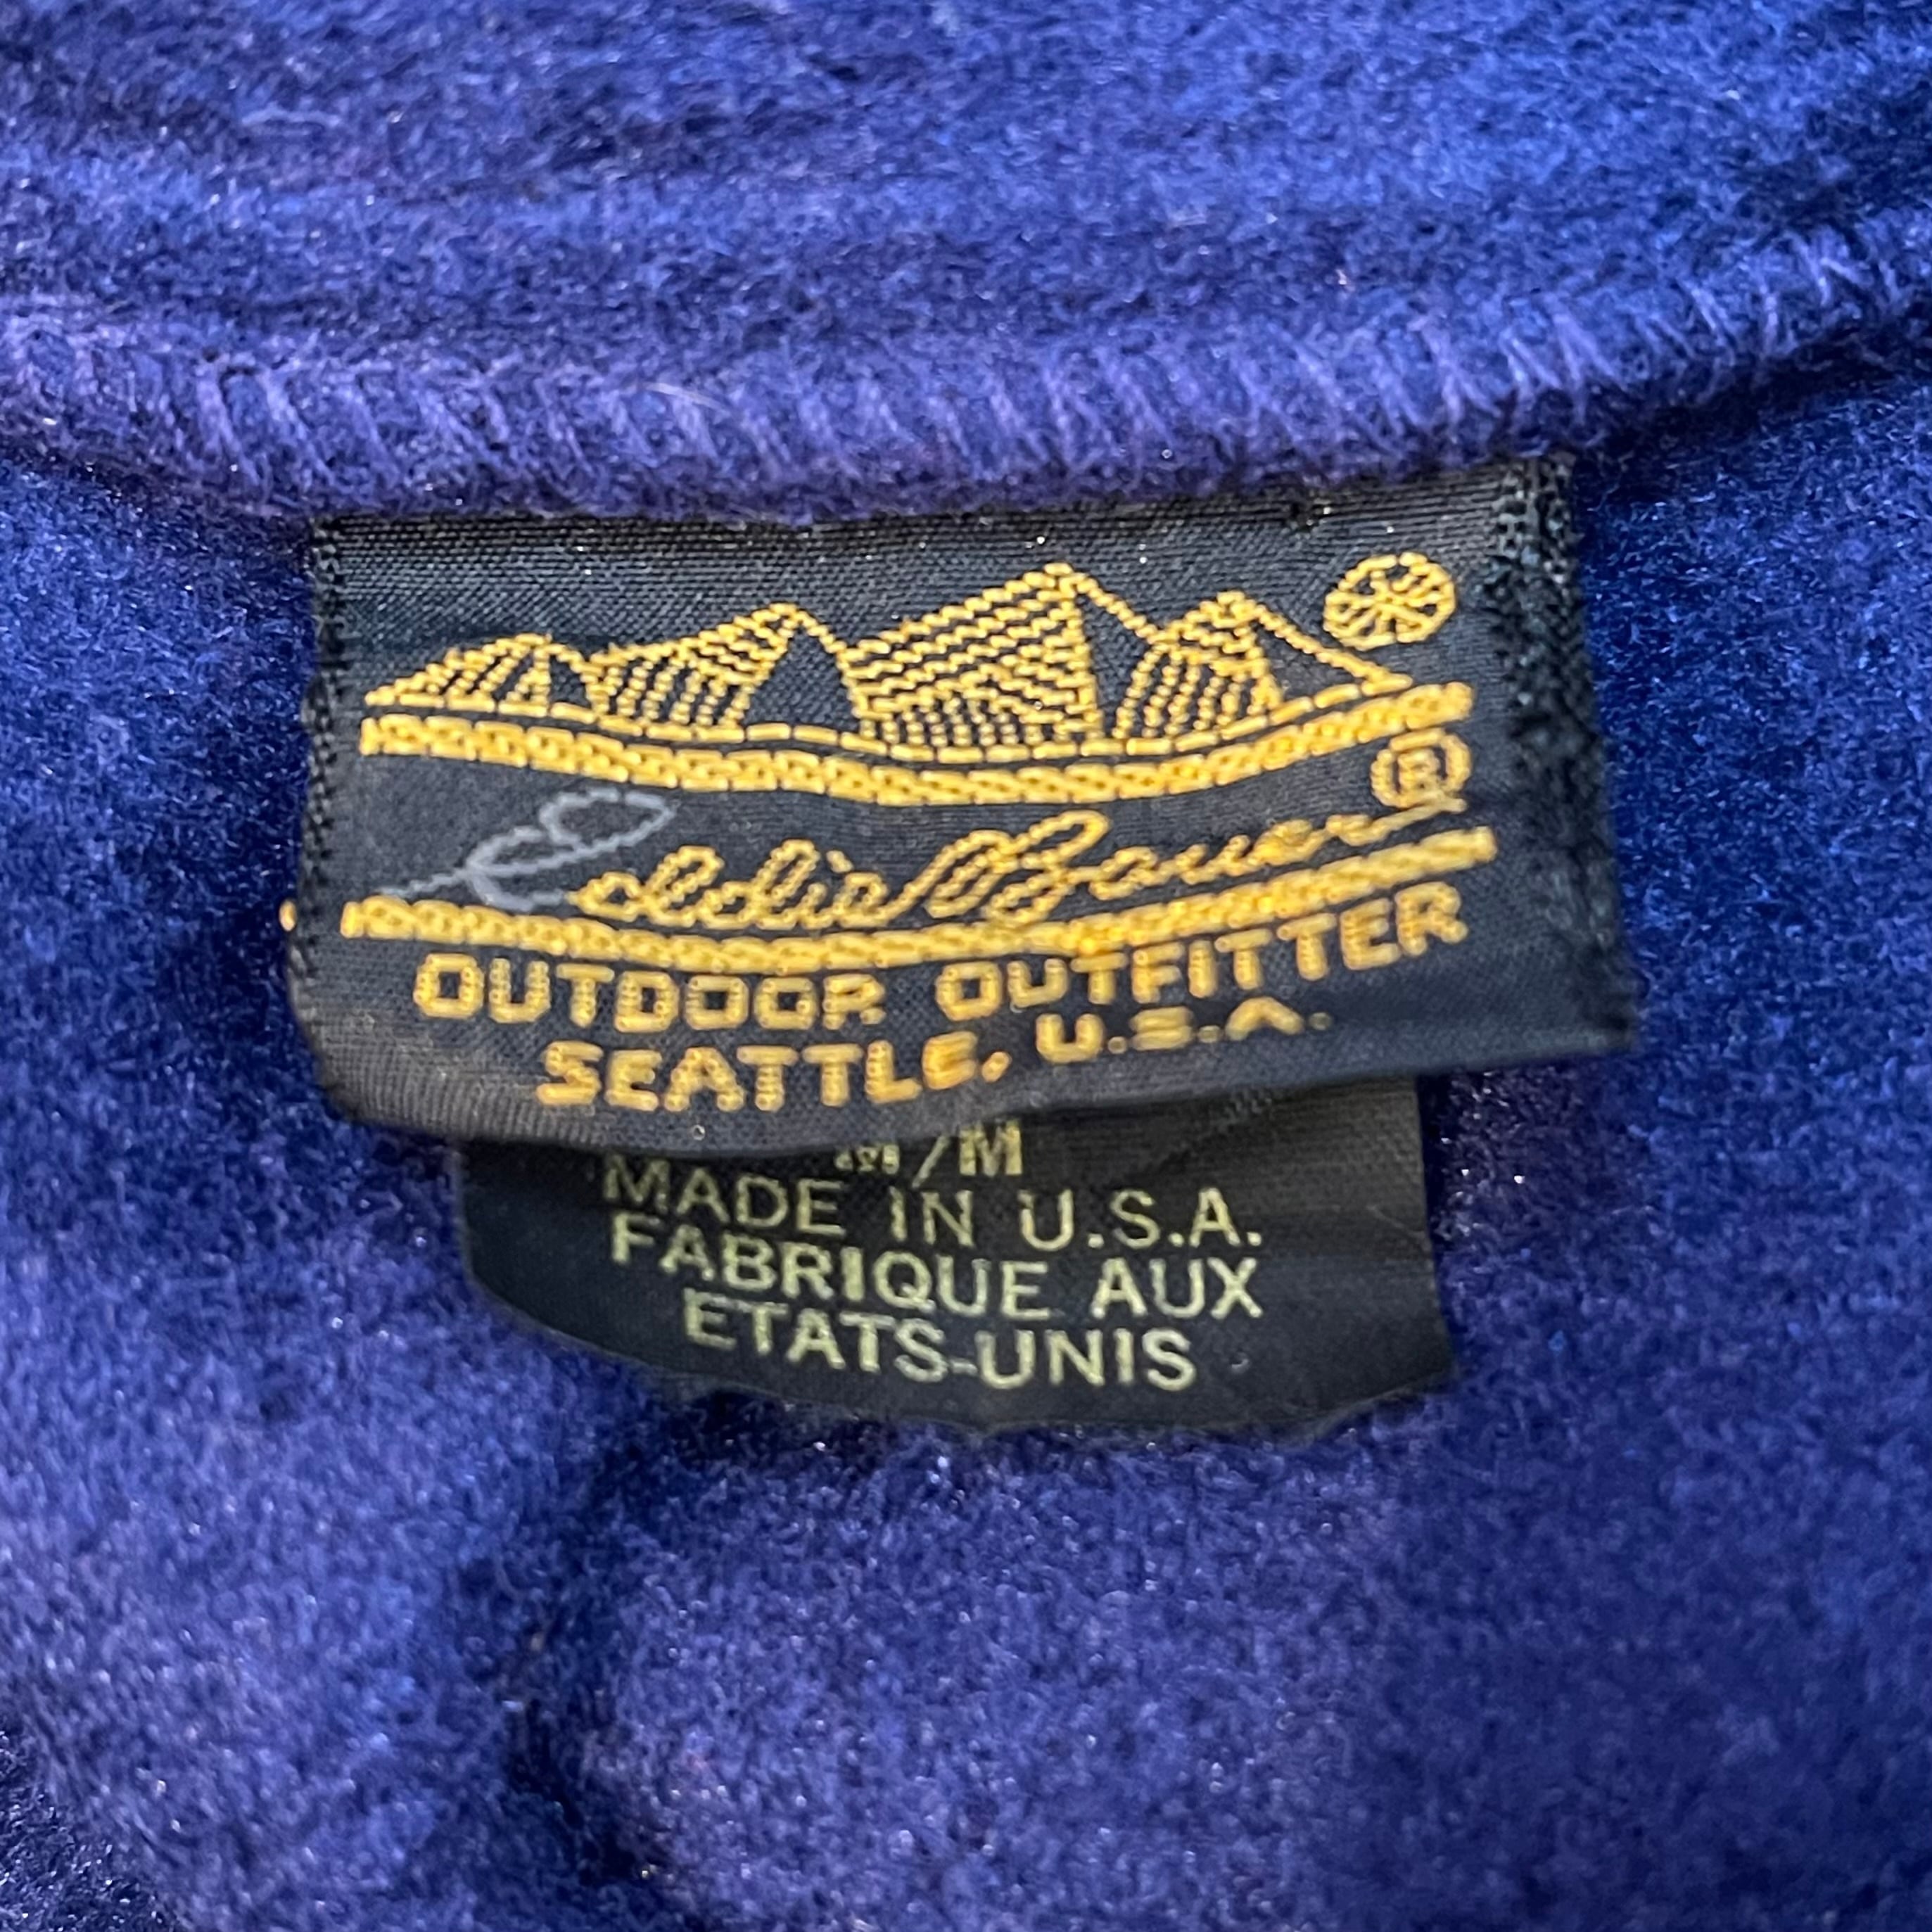 Eddie Bauer®
OUTDOOR OUTFITTER
SEATTLE, U.S.A.
M/M
MADE IN U.S.A.
FABRIQUE AUX
ETATS-UNIS